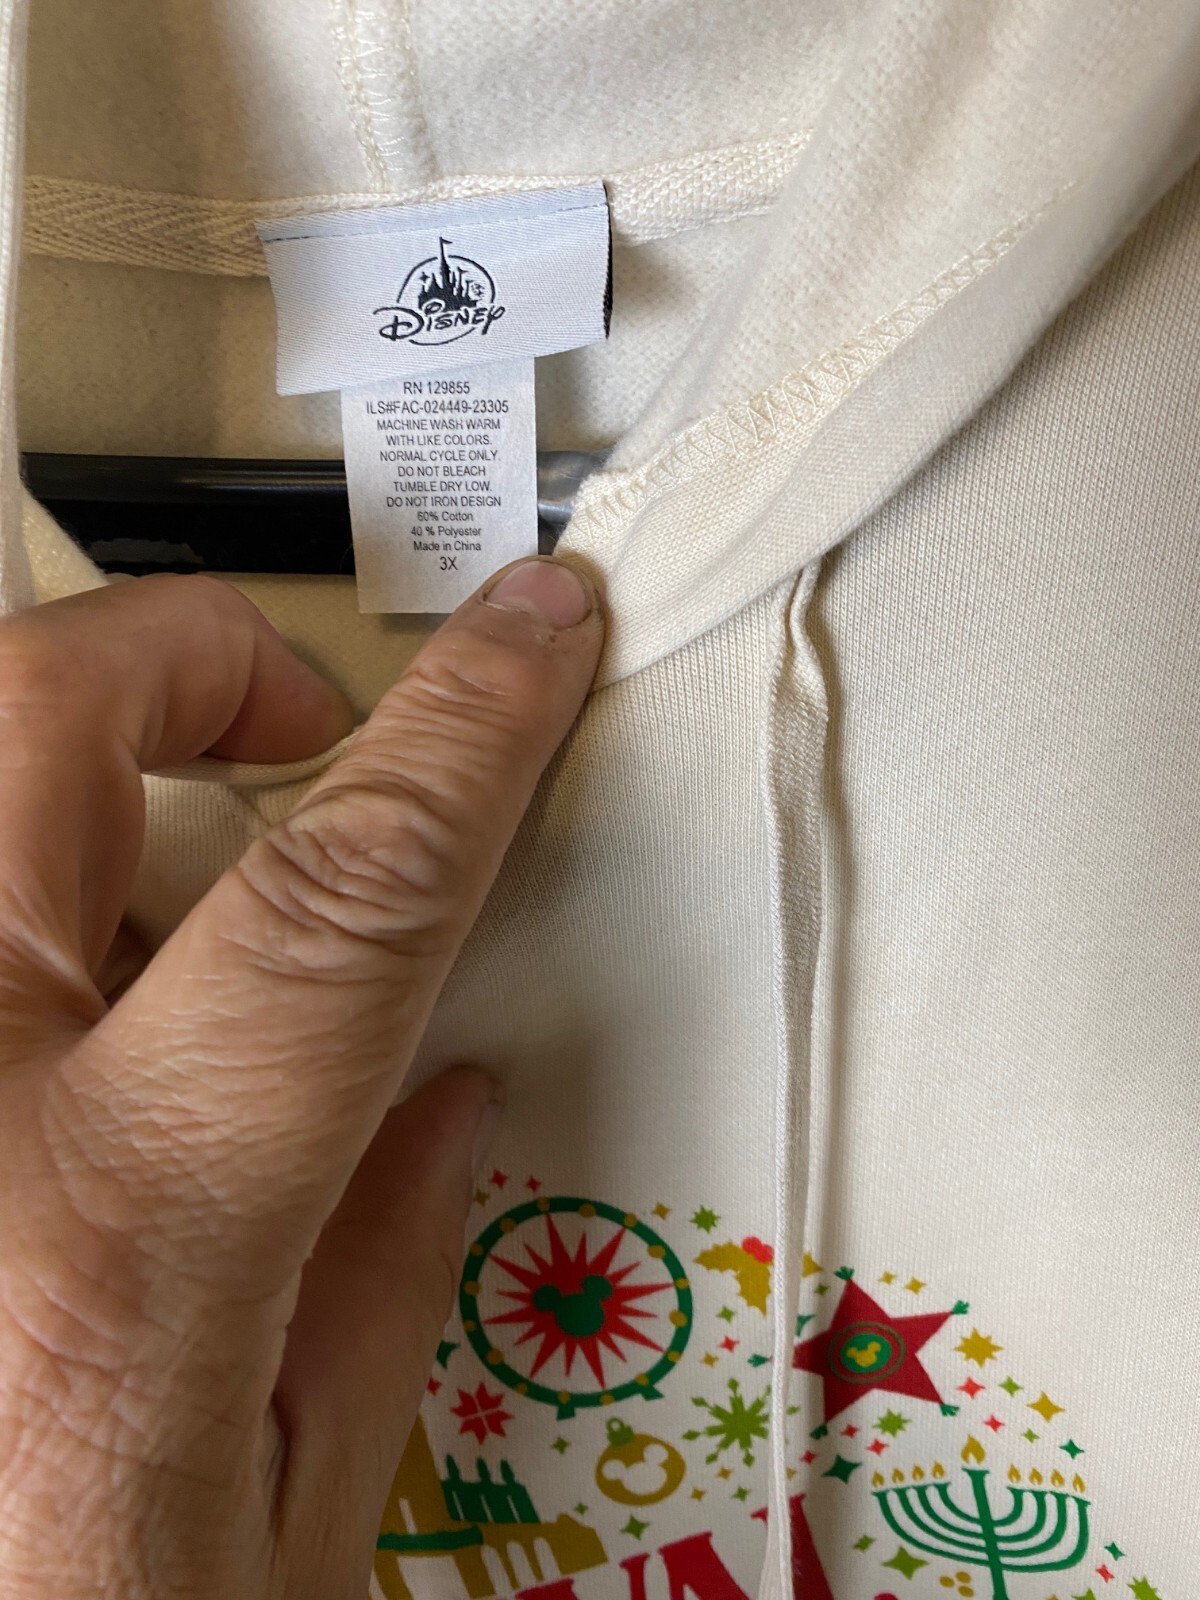 Disney
RN 129855
ILS#FAC-024449-23305
MACHINE WASH WARM
WITH LIKE COLORS.
NORMAL CYCLE ONLY.
DO NOT BLEACH
TUMBLE DRY LOW.
DO NOT IRON DESIGN
60% Cotton
40 % Polyester
Made in China
3X